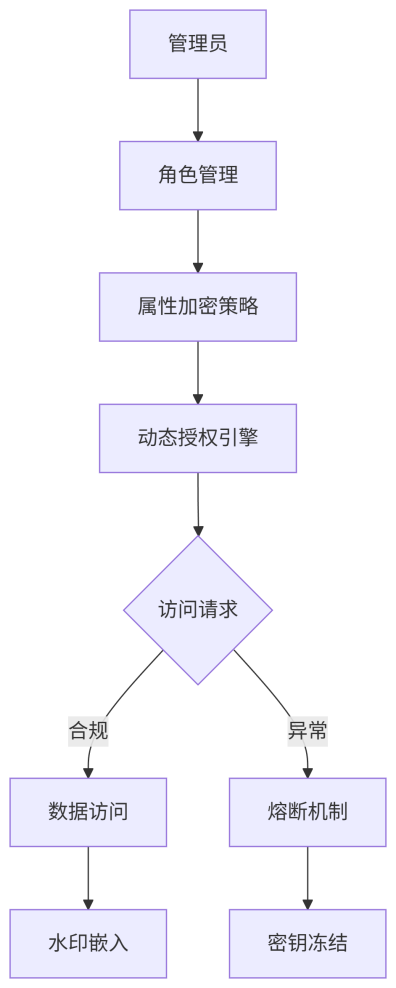 管理员
角色管理
属性加密策略
动态授权引擎
访问请求
合规
异常
数据访问
熔断机制
水印嵌入
密钥冻结